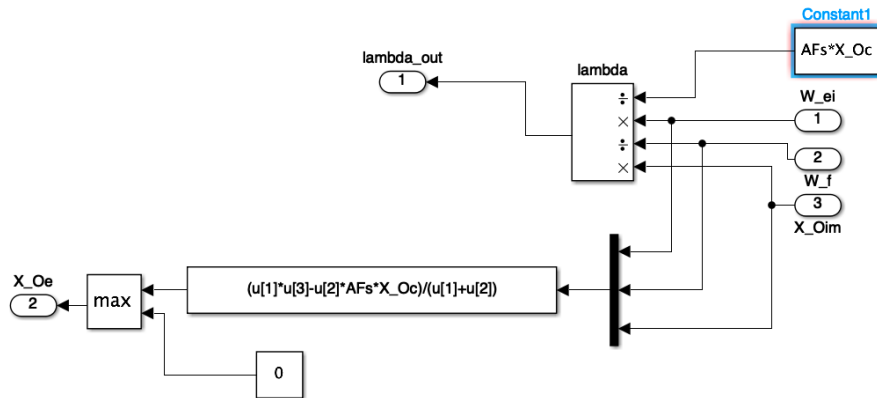 Constant1
AFs*X_Oc
lambda_out
1
lambda
÷
×
÷
×
W_ei
1
2
W_f
3
X_Oim
X_Oe
2
max
(u[1]*u[3]-u[2]*AFs*X_Oc)/(u[1]+u[2])
0